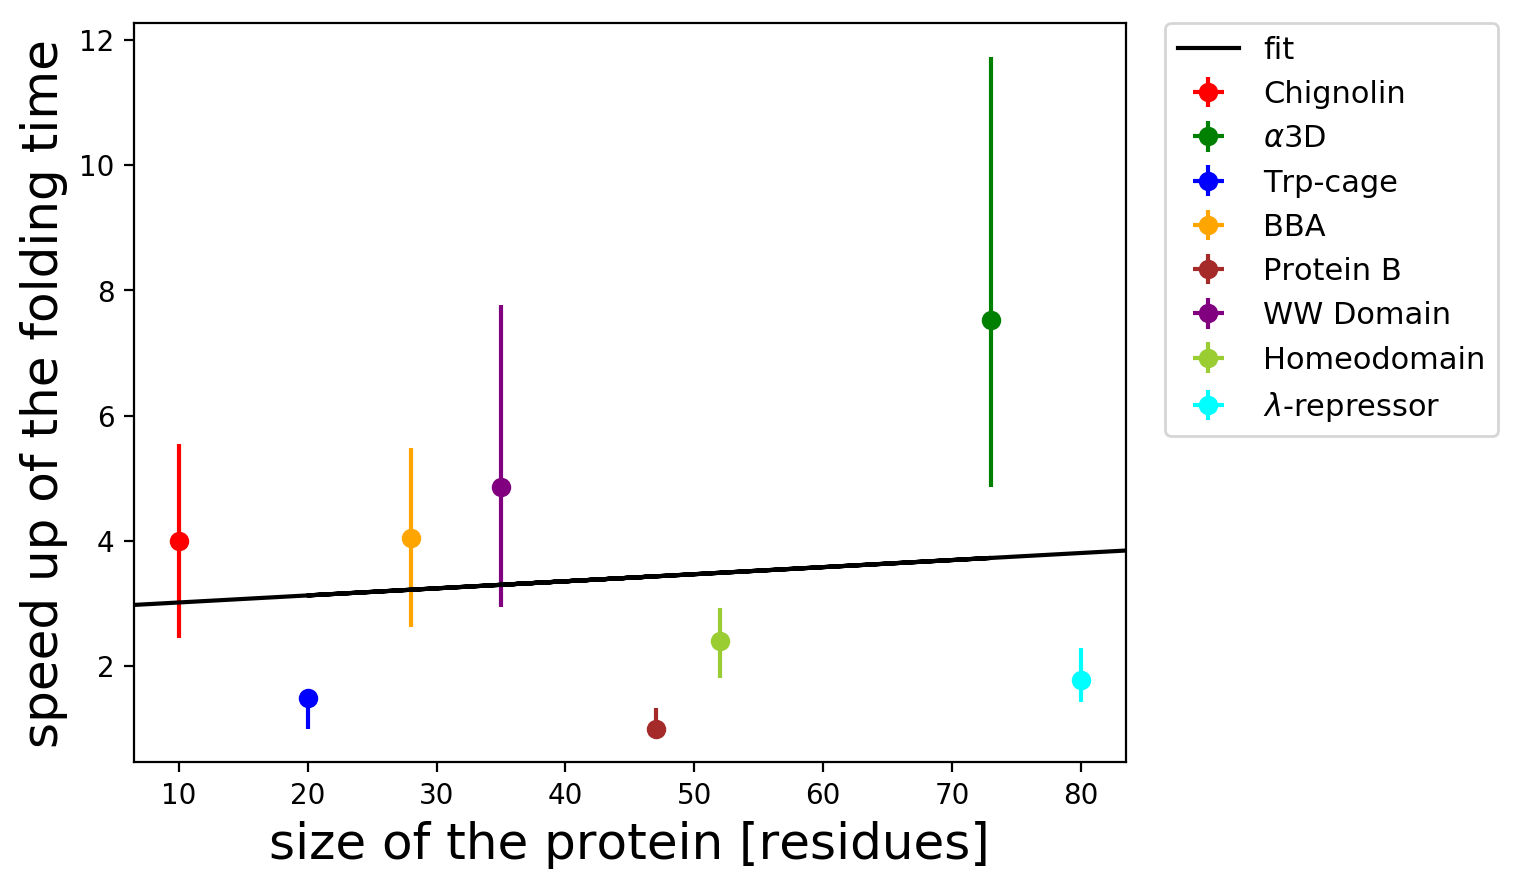 speed up of the folding time
12
10
8
6
4
2
10 20 30 40 50 60 70 80
size of the protein [residues]
fit
Chignolin
α3D
Trp-cage
BBA
Protein B
WW Domain
Homeodomain
λ-repressor